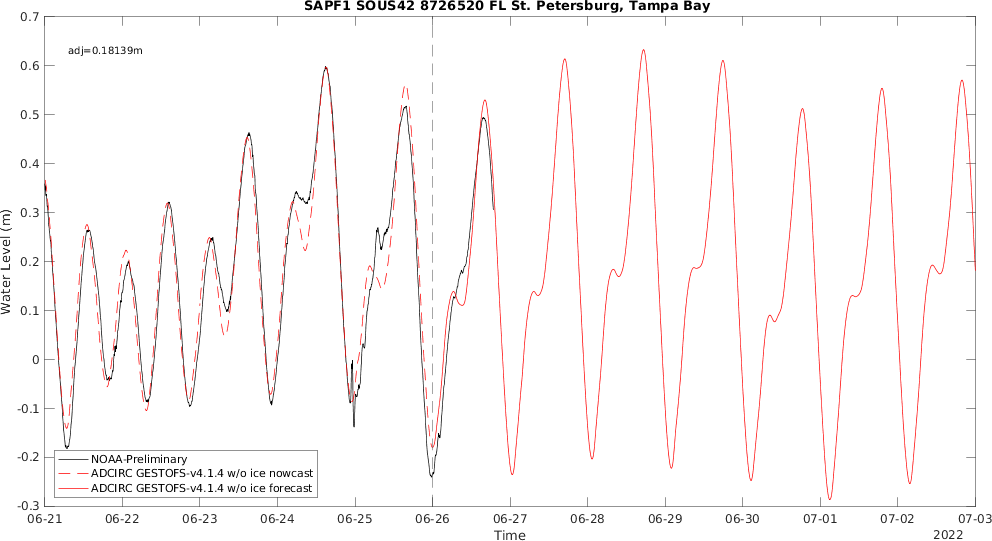 SAPF1 SOUS42 8726520 FL St. Petersburg, Tampa Bay
adj=0.18139m
Water Level (m)
0.7
0.6
0.5
0.4
0.3
0.2
0.1
0
-0.1
-0.2
-0.3
NOAA-Preliminary
ADCIRC GESTOFS-v4.1.4 w/o ice nowcast
ADCIRC GESTOFS-v4.1.4 w/o ice forecast
06-21 06-22 06-23 06-24 06-25 06-26 06-27 06-28 06-29 06-30 07-01 07-02 07-03
Time
2022